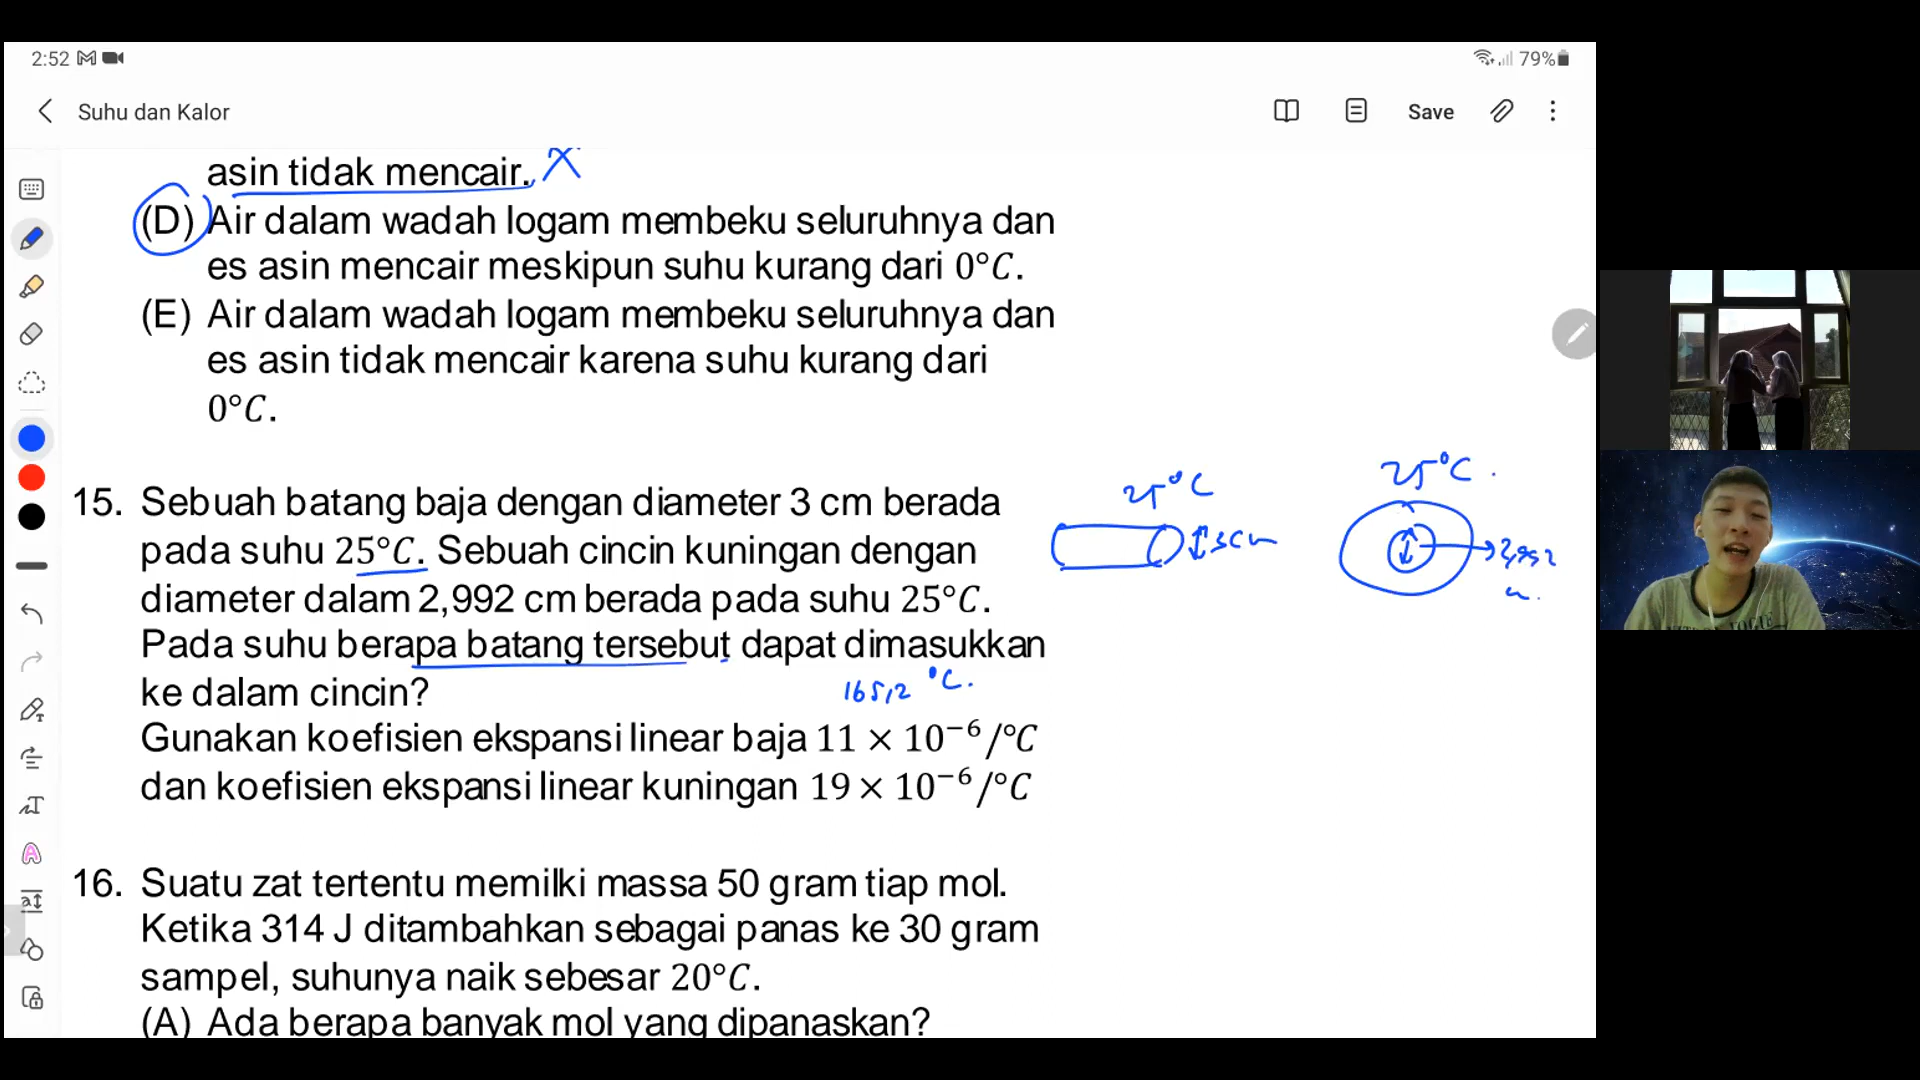 2:52
79%
Suhu dan Kalor
Save
asin tidak mencair. X
(D) Air dalam wadah logam membeku seluruhnya dan
es asin mencair meskipun suhu kurang dari 0°C.
(E) Air dalam wadah logam membeku seluruhnya dan
es asin tidak mencair karena suhu kurang dari
0°C.
25°C
25°C.
15. Sebuah batang baja dengan diameter 3 cm berada
pada suhu 25°C. Sebuah cincin kuningan dengan
3 cm
diameter dalam 2,992 cm berada pada suhu 25°C.
Pada suhu berapa batang tersebut dapat dimasukkan
ke dalam cincin?
165,2 °C.
Gunakan koefisien ekspansi linear baja 11 × 10⁻⁶/°C
dan koefisien ekspansi linear kuningan 19 × 10⁻⁶/°C
16. Suatu zat tertentu memilki massa 50 gram tiap mol.
Ketika 314 J ditambahkan sebagai panas ke 30 gram
sampel, suhunya naik sebesar 20°C.
(A) Ada berapa banyak mol yang dipanaskan?